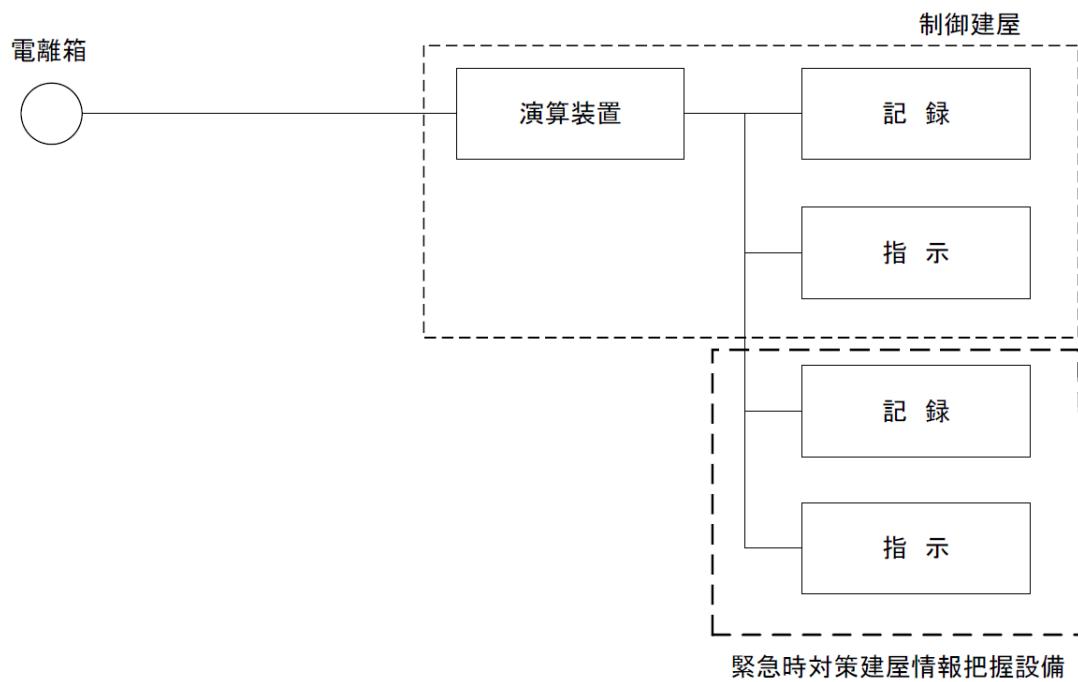 制御建屋
電離箱
演算装置
記 録
指 示
記 録
指 示
緊急時対策建屋情報把握設備